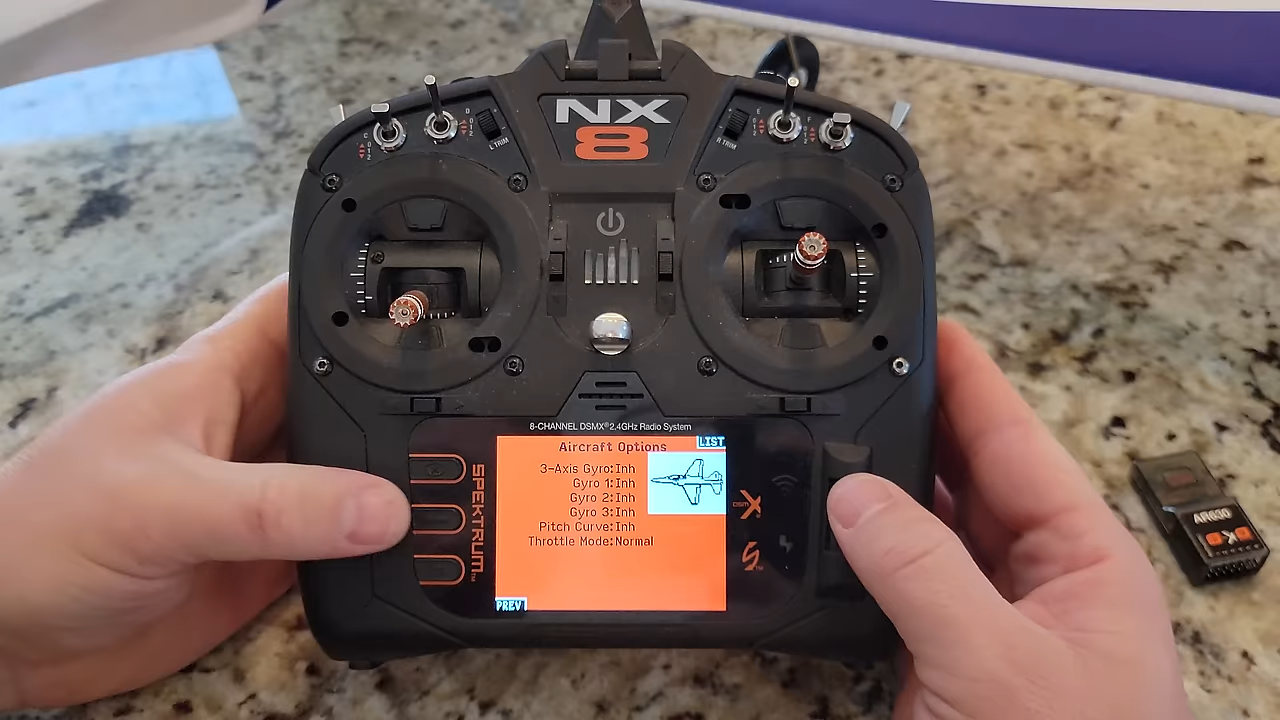 NX
8
L TRIM
R TRIM
8-CHANNEL DSMX® 2.4GHz Radio System
Aircraft Options
LIST
3-Axis Gyro:Inh
Gyro 1:Inh
Gyro 2:Inh
Gyro 3:Inh
Pitch Curve:Inh
Throttle Mode:Normal
PREV
SPEKTRUM
DSMX
AR630